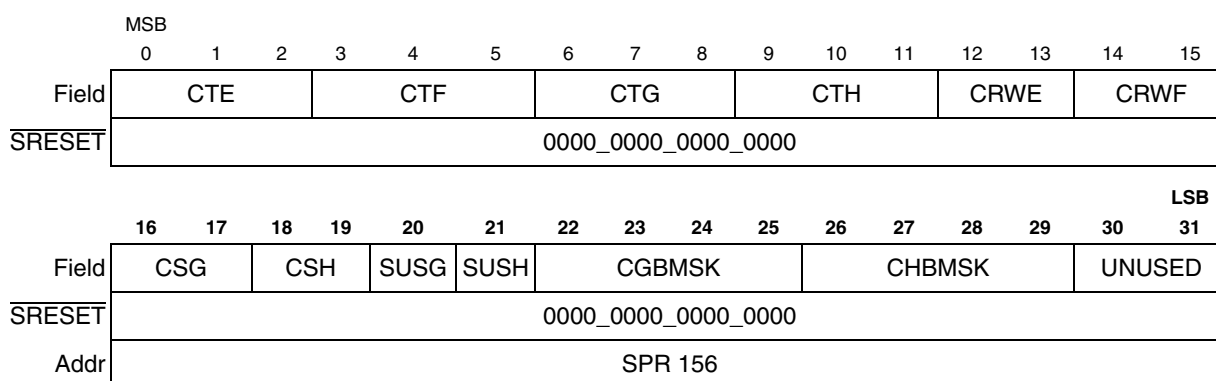 MSB
0 1 2 3 4 5 6 7 8 9 10 11 12 13 14 15
Field CTE CTF CTG CTH CRWE CRWF
SRESET 0000_0000_0000_0000
LSB
16 17 18 19 20 21 22 23 24 25 26 27 28 29 30 31
Field CSG CSH SUSG SUSH CGBMSK CHBMSK UNUSED
SRESET 0000_0000_0000_0000
Addr SPR 156